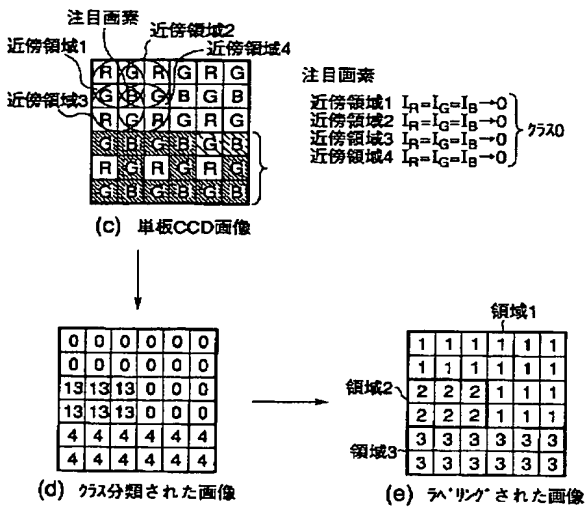 注目画素
近傍領域2
近傍領域1
近傍領域4
近傍領域3
R G R G R G
G B G B G B
R G R G R G
G B G B G B
R G R G R G
G B G B G B
(c) 単板CCD画像
注目画素
近傍領域1 IR=IG=IB→0
近傍領域2 IR=IG=IB→0
近傍領域3 IR=IG=IB→0
近傍領域4 IR=IG=IB→0
クラス0
0 0 0 0 0 0
0 0 0 0 0 0
13 13 13 0 0 0
13 13 13 0 0 0
4 4 4 4 4 4
4 4 4 4 4 4
(d) クラス分類された画像
領域1
領域2
領域3
1 1 1 1 1 1
1 1 1 1 1 1
2 2 2 1 1 1
2 2 2 1 1 1
3 3 3 3 3 3
3 3 3 3 3 3
(e) ラベリングされた画像